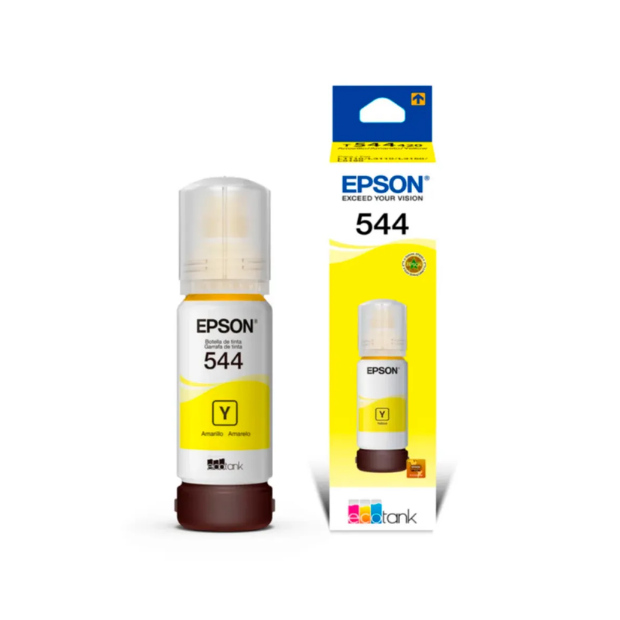 EPSON®
Botella de tinta
Garrafa de tinta
544
Y
Amarillo Amarelo
ecotank
T544420
EPSON®
EXCEED YOUR VISION
544
EPSON
Y
ecotank